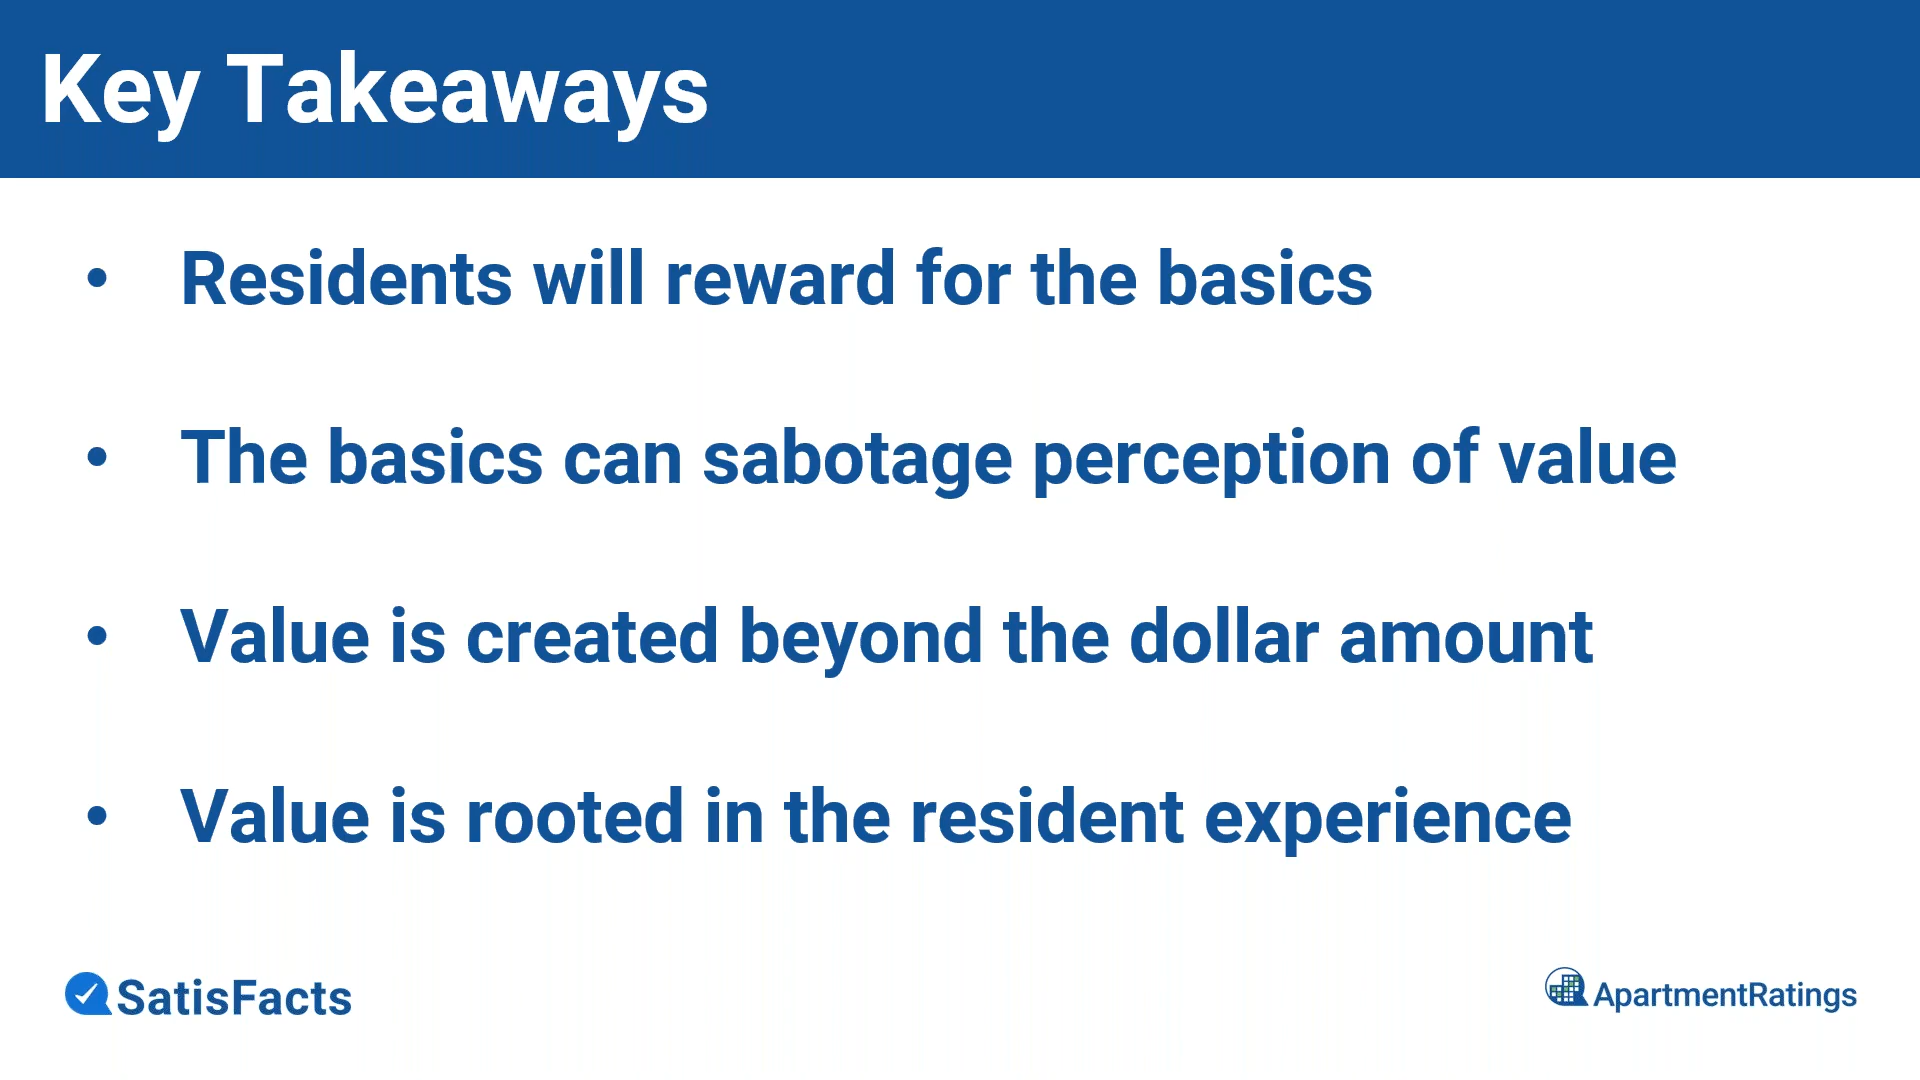 Key Takeaways
• Residents will reward for the basics
• The basics can sabotage perception of value
• Value is created beyond the dollar amount
• Value is rooted in the resident experience
SatisFacts
ApartmentRatings